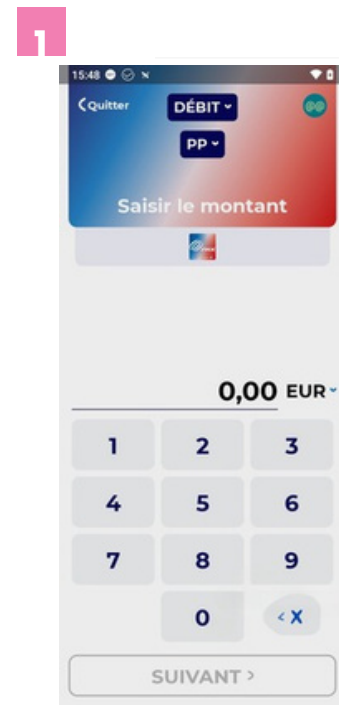 1
15:48
Quitter
DÉBIT
PP
Saisir le montant
0,00 EUR
1 2 3
4 5 6
7 8 9
0 < X
SUIVANT >